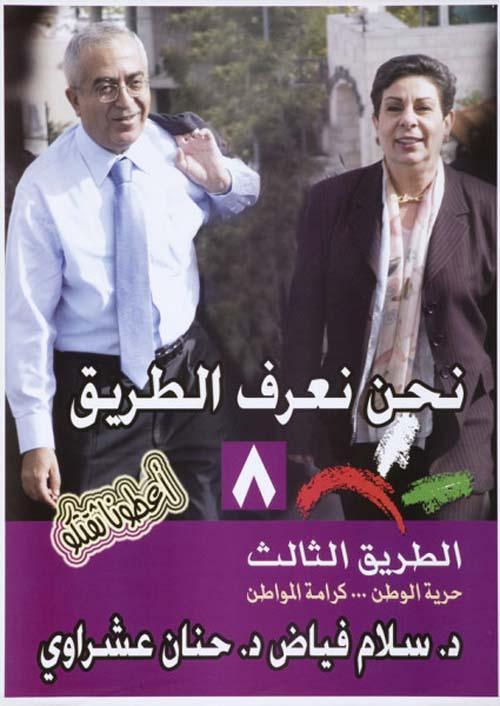 نحن نعرف الطريق
٨
أعطونا ثقتكم
الطريق الثالث
حرية الوطن ... كرامة المواطن
د. سلام فياض د. حنان عشراوي